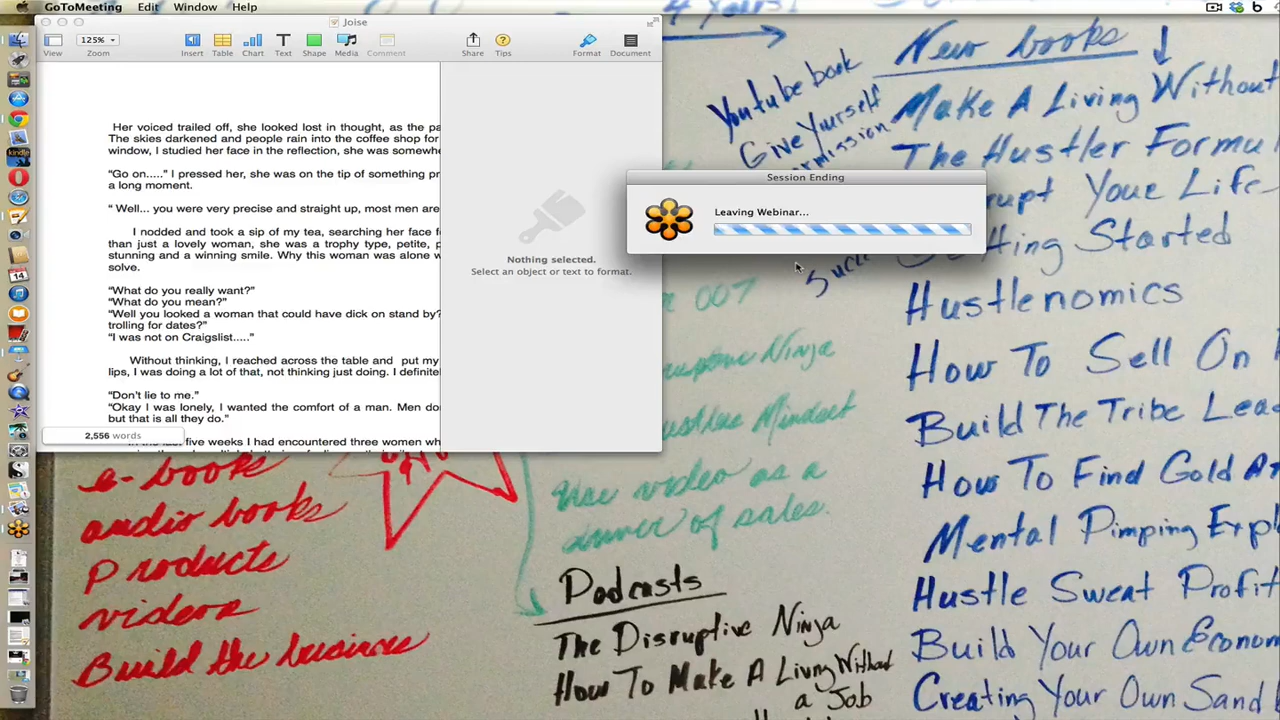 GoToMeeting Edit Window Help
Joise
125%
View Zoom Insert Table Chart Text Shape Media Comment Share Tips Format Document
Her voiced trailed off, she looked lost in thought, as the pa
The skies darkened and people rain into the coffee shop for
window, I studied her face in the reflection, she was somewhe
“Go on.....” I pressed her, she was on the tip of something pr
a long moment.
“ Well... you were very precise and straight up, most men are
I nodded and took a sip of my tea, searching her face f
than just a lovely woman, she was a trophy type, petite, p
stunning and a winning smile. Why this woman was alone w
solve.
“What do you really want?”
“What do you mean?”
“Well you looked a woman that could have dick on stand by?
trolling for dates?”
“I was not on Craigslist.....”
Without thinking, I reached across the table and put my
lips, I was doing a lot of that, not thinking just doing. I definite
“Don’t lie to me.”
“Okay I was lonely, I wanted the comfort of a man. Men do
but that is all they do.”
five weeks I had encountered three women wh
2,556 words
Nothing selected.
Select an object or text to format.
Session Ending
Leaving Webinar...
4 Years!
New books
Youtube book
Give Yourself
Make A Living Without
The Hustler Formu
Your Life
Started
Hustlenomics
How To Sell On
Build The Tribe Lea
How To Find Gold At
Mental Pimping Expl
Hustle Sweat Profit
Build Your Own Econom
Creating Your Own Sand
007
Ninja
Mindset
Use video as a
of sales.
Podcasts
The Disruptive Ninja
How To Make A Living Without
a Job
e-book
audio books
Products
videos
Build the business
14
kindle